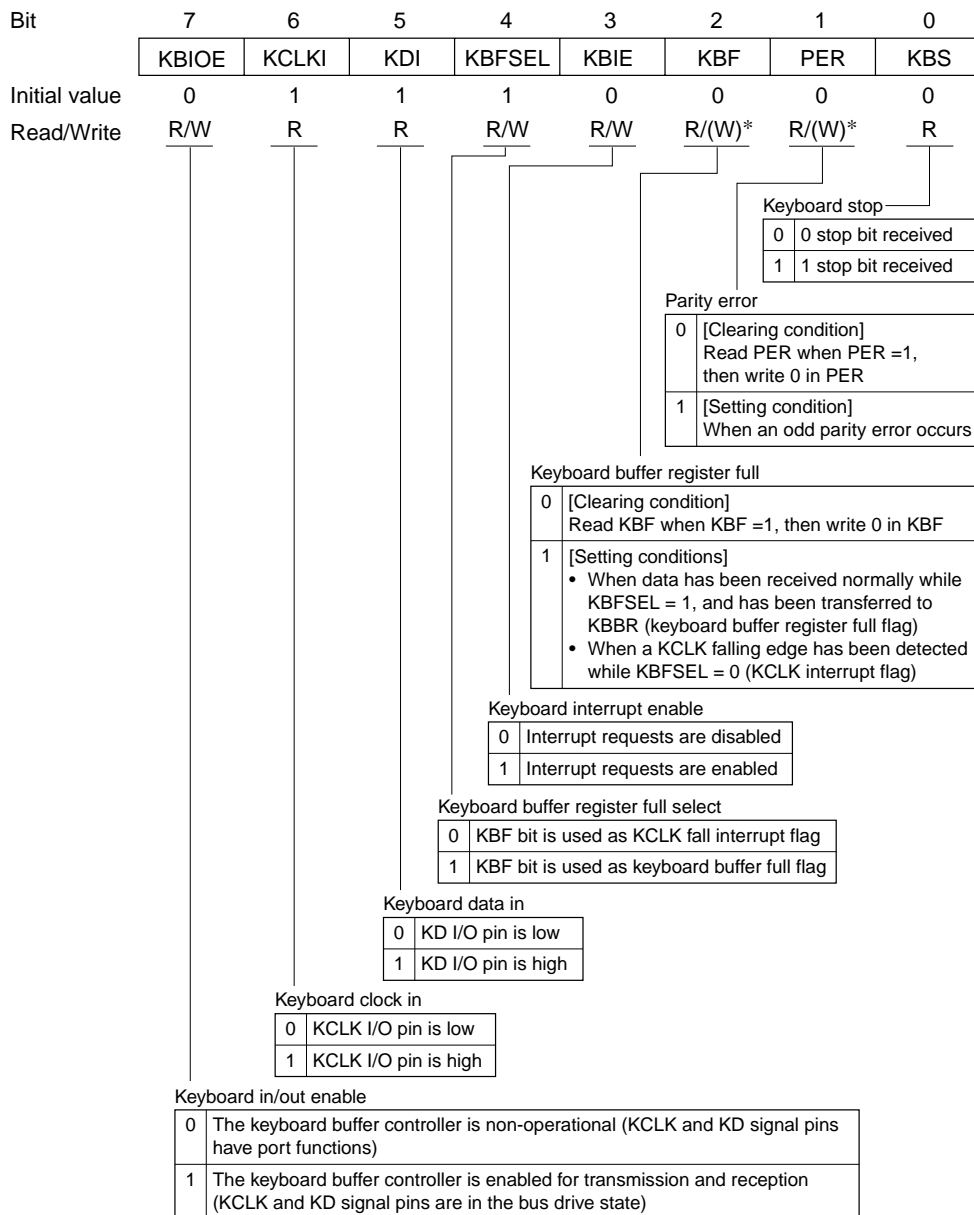 Bit 7 6 5 4 3 2 1 0
KBIOE KCLKI KDI KBFSEL KBIE KBF PER KBS
Initial value 0 1 1 1 0 0 0 0
Read/Write R/W R R R/W R/W R/(W)* R/(W)* R
Keyboard stop
0 0 stop bit received
1 1 stop bit received
Parity error
0 [Clearing condition]
Read PER when PER =1,
then write 0 in PER
1 [Setting condition]
When an odd parity error occurs
Keyboard buffer register full
0 [Clearing condition]
Read KBF when KBF =1, then write 0 in KBF
1 [Setting conditions]
• When data has been received normally while
KBFSEL = 1, and has been transferred to
KBBR (keyboard buffer register full flag)
• When a KCLK falling edge has been detected
while KBFSEL = 0 (KCLK interrupt flag)
Keyboard interrupt enable
0 Interrupt requests are disabled
1 Interrupt requests are enabled
Keyboard buffer register full select
0 KBF bit is used as KCLK fall interrupt flag
1 KBF bit is used as keyboard buffer full flag
Keyboard data in
0 KD I/O pin is low
1 KD I/O pin is high
Keyboard clock in
0 KCLK I/O pin is low
1 KCLK I/O pin is high
Keyboard in/out enable
0 The keyboard buffer controller is non-operational (KCLK and KD signal pins
have port functions)
1 The keyboard buffer controller is enabled for transmission and reception
(KCLK and KD signal pins are in the bus drive state)